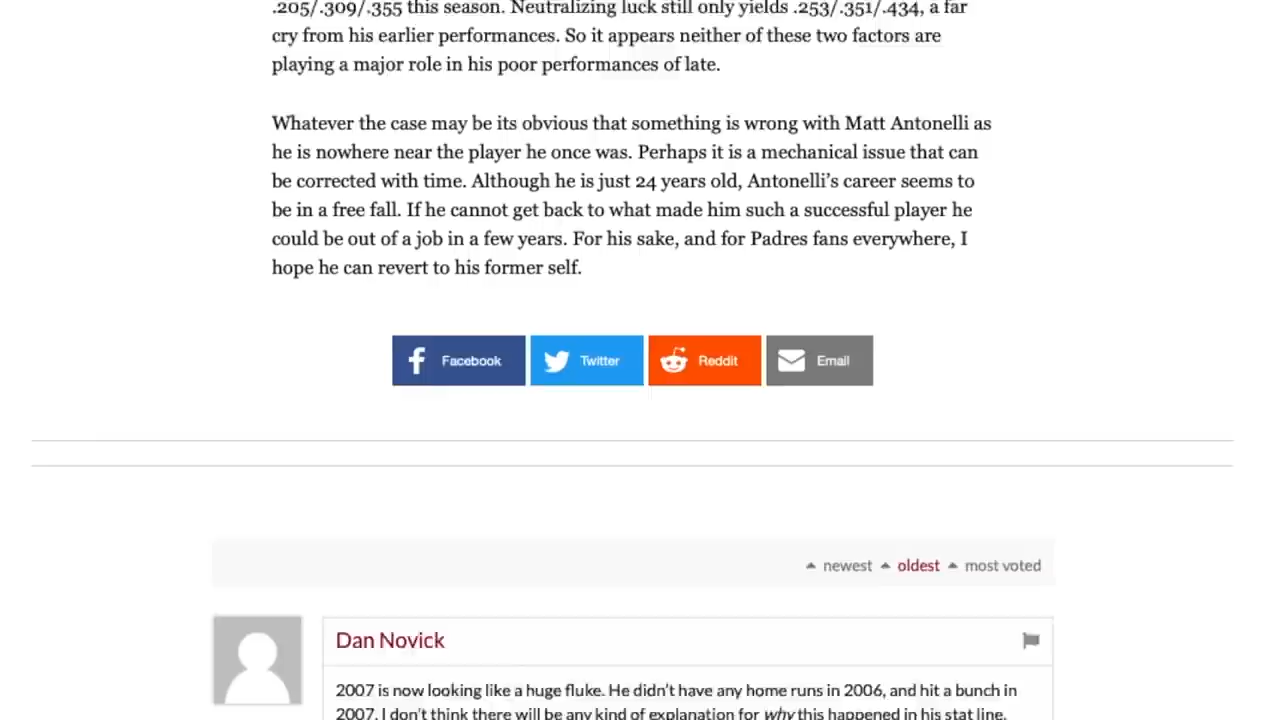 .205/.309/.355 this season. Neutralizing luck still only yields .253/.351/.434, a far
cry from his earlier performances. So it appears neither of these two factors are
playing a major role in his poor performances of late.
Whatever the case may be its obvious that something is wrong with Matt Antonelli as
he is nowhere near the player he once was. Perhaps it is a mechanical issue that can
be corrected with time. Although he is just 24 years old, Antonelli’s career seems to
be in a free fall. If he cannot get back to what made him such a successful player he
could be out of a job in a few years. For his sake, and for Padres fans everywhere, I
hope he can revert to his former self.
Facebook Twitter Reddit Email
newest oldest most voted
Dan Novick
2007 is now looking like a huge fluke. He didn’t have any home runs in 2006, and hit a bunch in
2007. I don’t think there will be any kind of explanation for why this happened in his stat line.